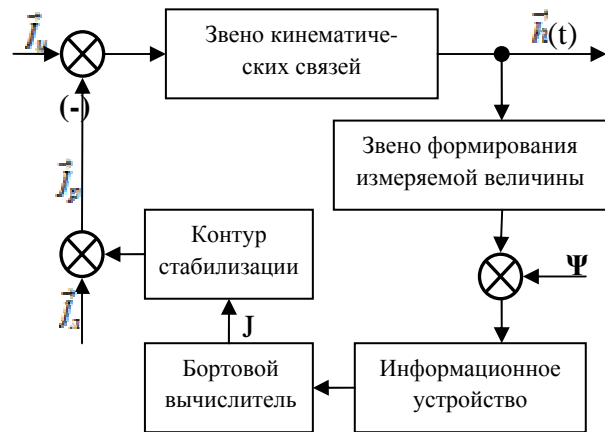 Звено кинематиче-
ских связей
(t)
(-)
Звено формирования
измеряемой величины
Контур
стабилизации
Ψ
J
Бортовой
вычислитель
Информационное
устройство